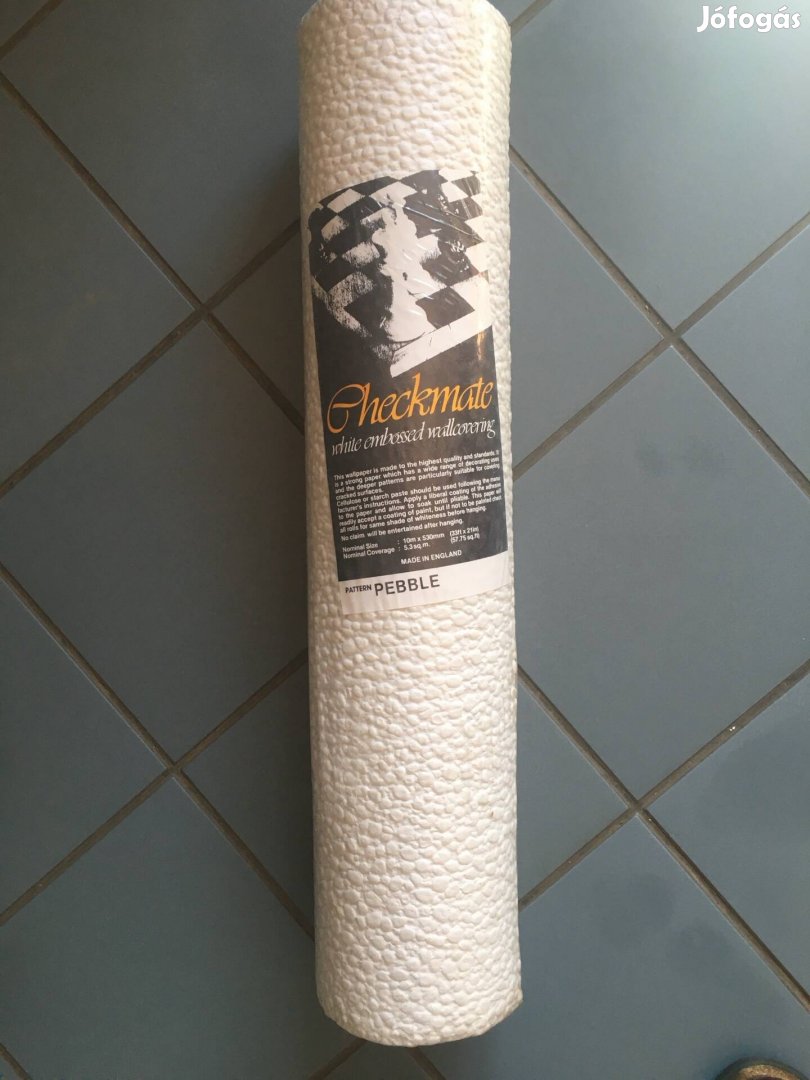 Jófogás
Checkmate
white embossed wallcovering
This wallpaper is made to the highest quality and standards. It
is a strong paper which has a wide range of decorating uses
and the deeper patterns are particularly suitable for covering
cracked surfaces.
Cellulose or starch paste should be used following the manu
facturer's instructions. Apply a liberal coating of the adhesive
to the paper and allow to soak until pliable. This paper will
readily accept a coating of paint, but if not to be painted check
all rolls for same shade of whiteness before hanging.
No claim will be entertained after hanging.
Nominal Size : 10m x 530mm (33ft x 21in)
Nominal Coverage : 5.3 sq. m. (57.75 sq.ft)
MADE IN ENGLAND
PATTERN PEBBLE